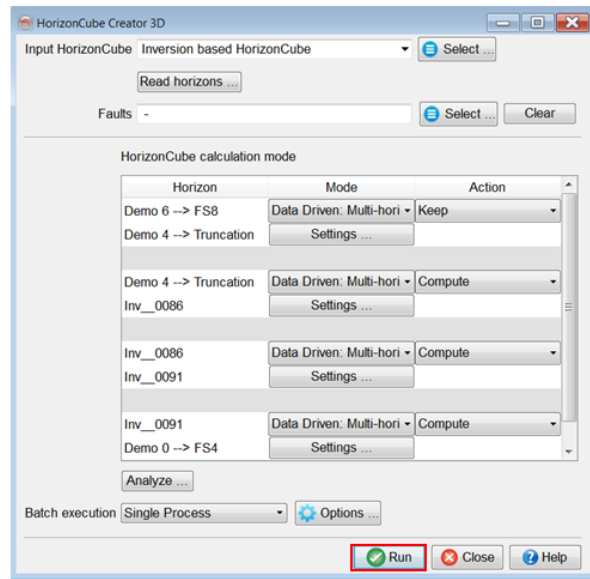 HorizonCube Creator 3D
Input HorizonCube Inversion based HorizonCube Select ...
Read horizons ...
Faults - Select ... Clear
HorizonCube calculation mode
Horizon Mode Action
Demo 6 --> FS8 Data Driven: Multi-hori Keep
Demo 4 --> Truncation Settings ...
Demo 4 --> Truncation Data Driven: Multi-hori Compute
Inv__0086 Settings ...
Inv__0086 Data Driven: Multi-hori Compute
Inv__0091 Settings ...
Inv__0091 Data Driven: Multi-hori Compute
Demo 0 --> FS4 Settings ...
Analyze ...
Batch execution Single Process Options ...
Run Close Help